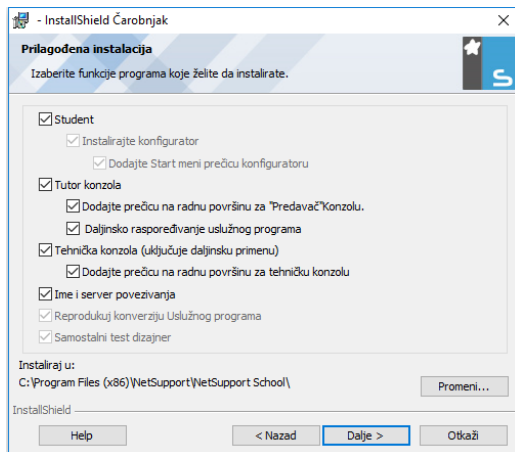 - InstallShield Čarobnjak
Prilagođena instalacija
Izaberite funkcije programa koje želite da instalirate.
S
Student
Instalirajte konfigurator
Dodajte Start meni prečicu konfiguratoru
Tutor konzola
Dodajte prečicu na radnu površinu za "Predavač"Konzolu.
Daljinsko raspoređivanje uslužnog programa
Tehnička konzola (uključuje daljinsku primenu)
Dodajte prečicu na radnu površinu za tehničku konzolu
Ime i server povezivanja
Reprodukuj konverziju Uslužnog programa
Samostalni test dizajner
Instaliraj u:
C:\Program Files (x86)\NetSupport\NetSupport School\
Promeni...
InstallShield
Help < Nazad Dalje > Otkaži